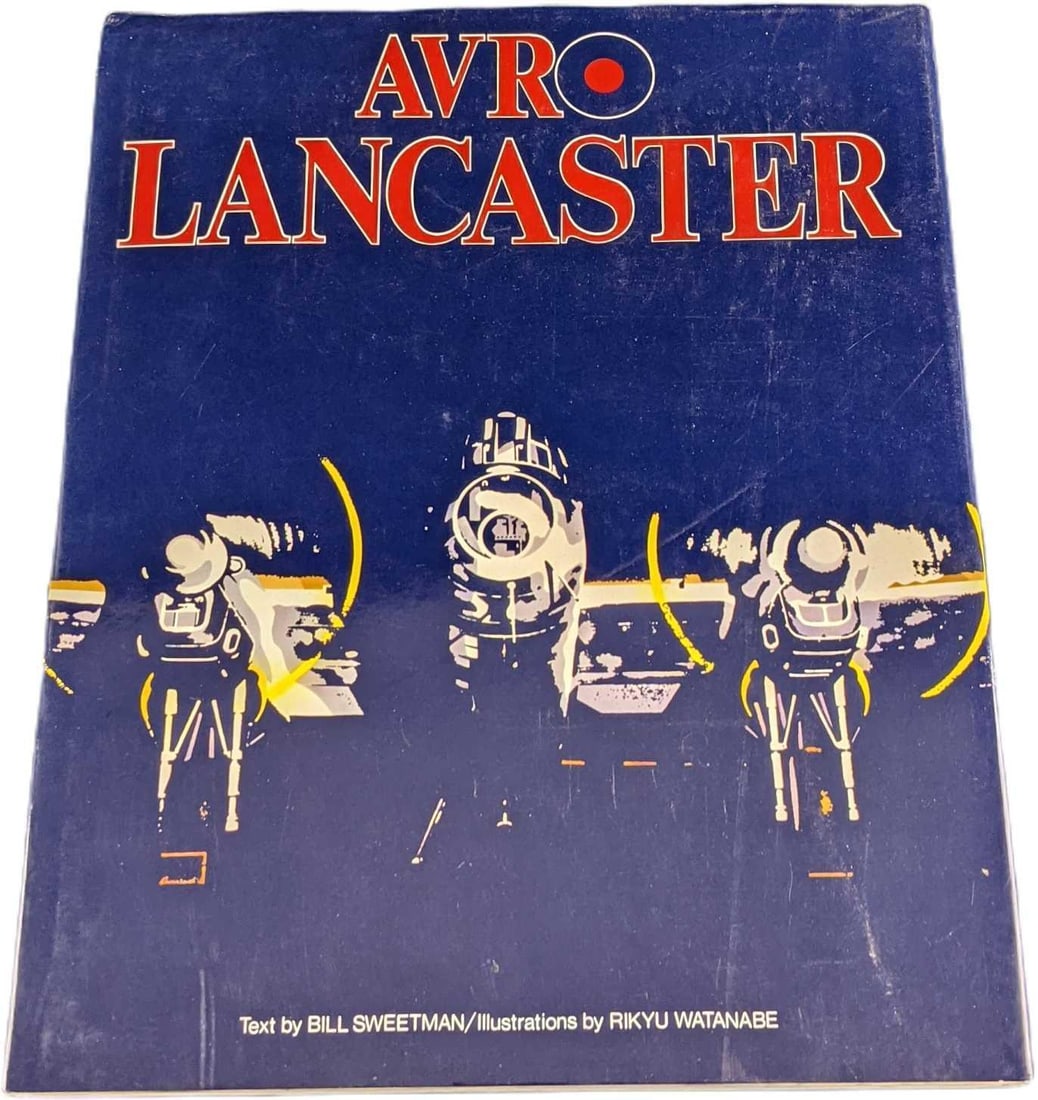 AVRO
LANCASTER
Text by BILL SWEETMAN/Illustrations by RIKYU WATANABE